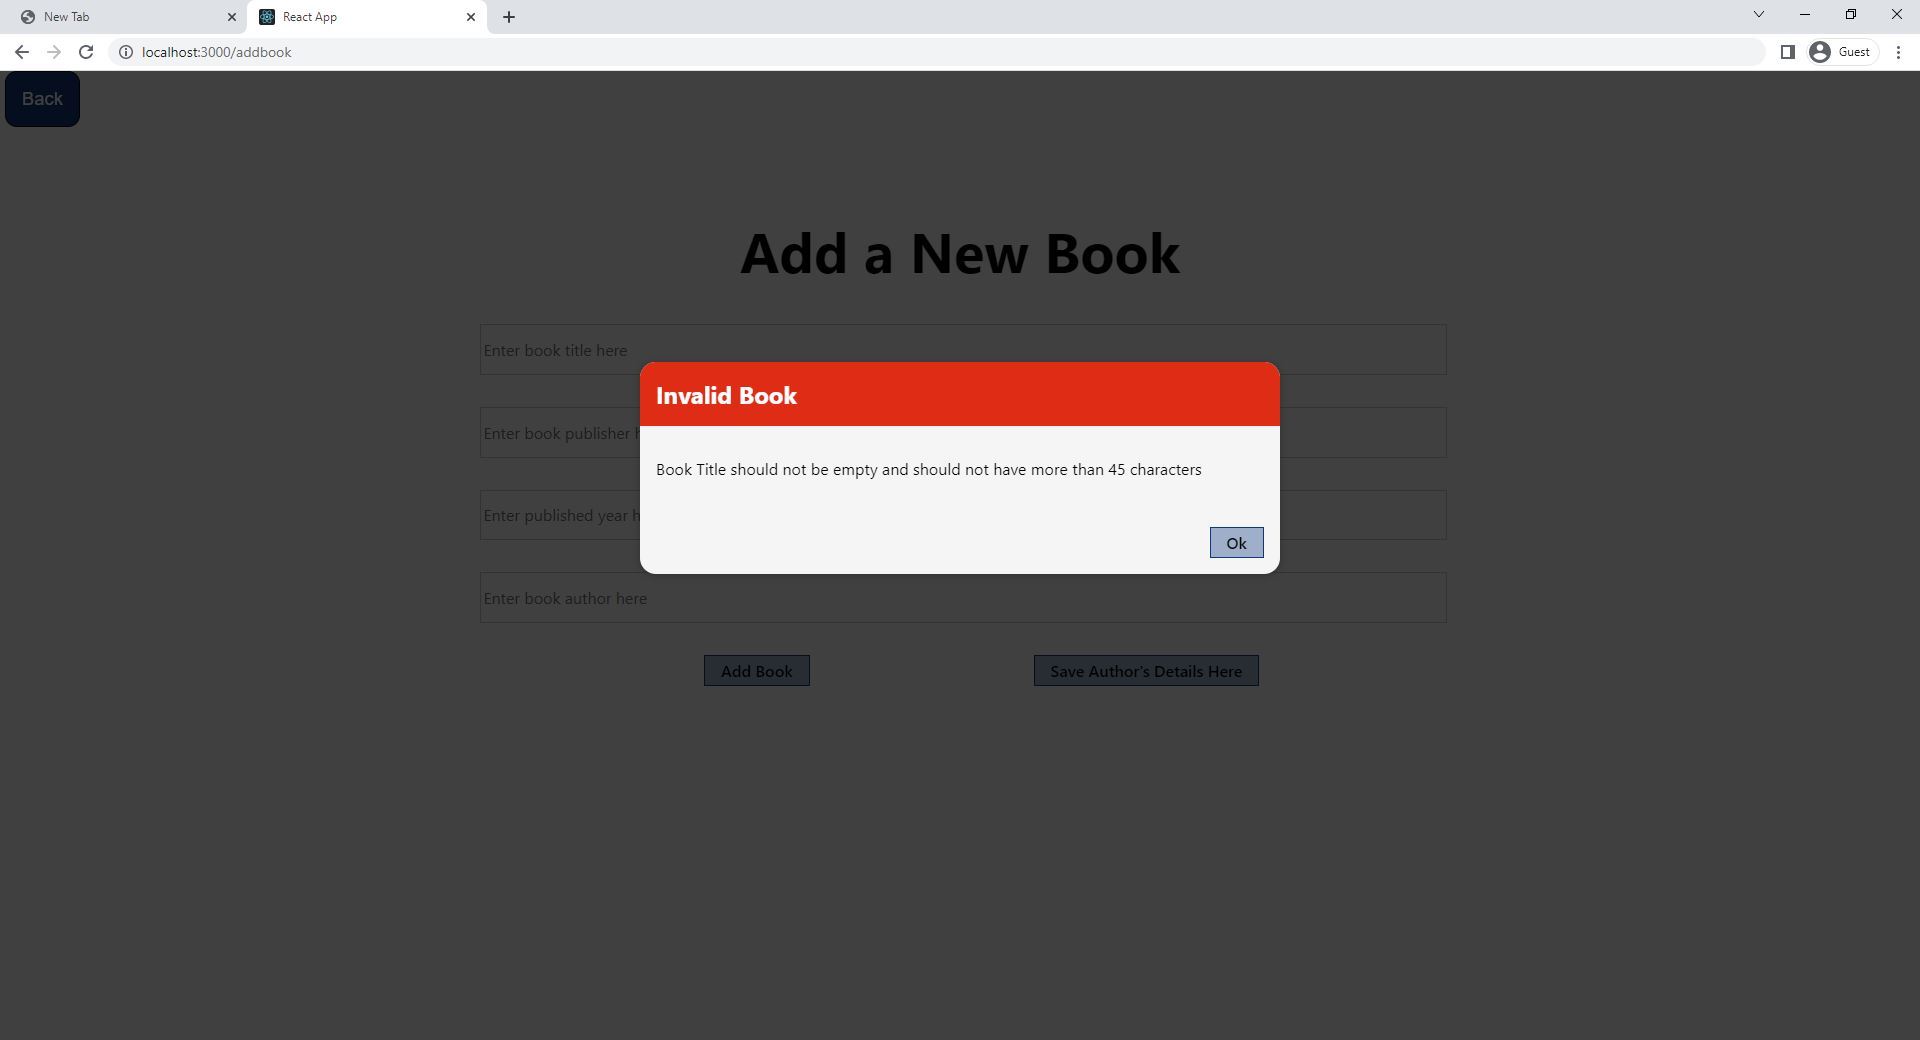 New Tab
React App
localhost:3000/addbook
Guest
Back
Add a New Book
Enter book title here
Invalid Book
Enter book publisher
Book Title should not be empty and should not have more than 45 characters
Enter published year
Ok
Enter book author here
Add Book
Save Author's Details Here